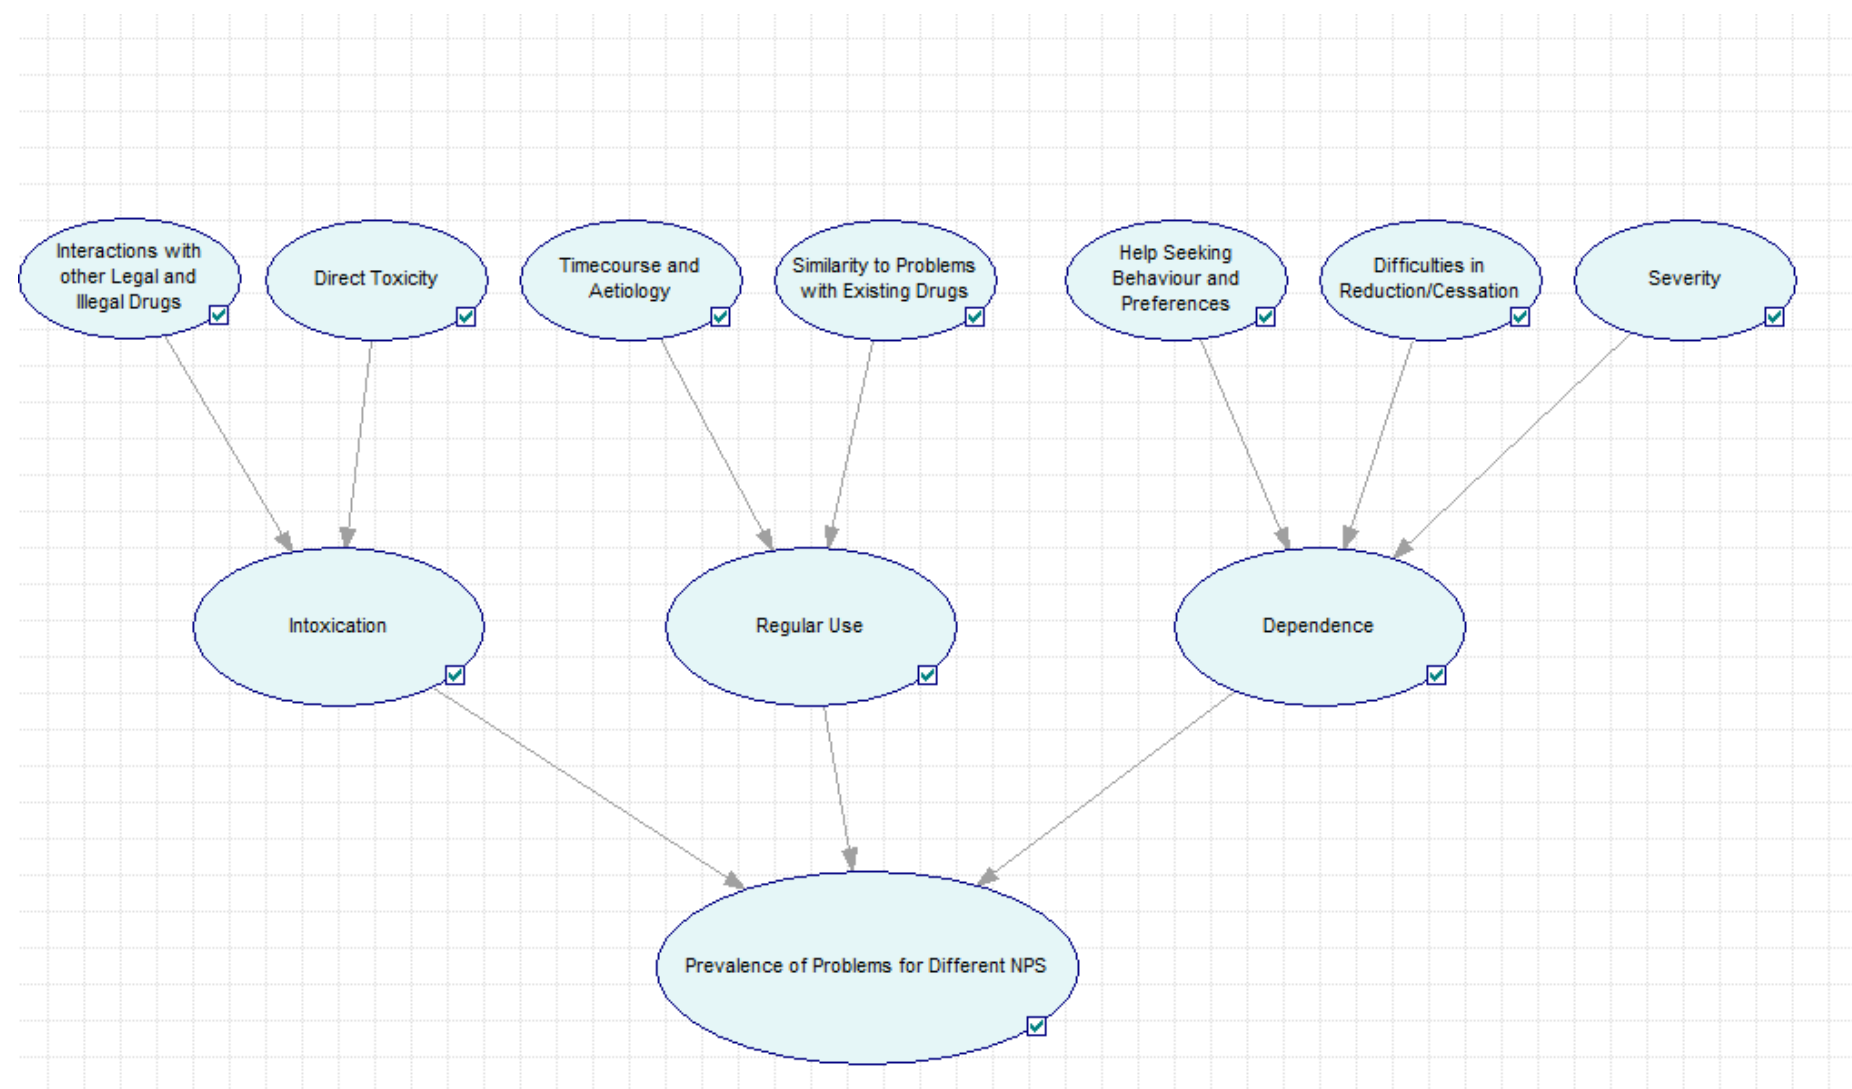 Interactions with
other Legal and
Illegal Drugs
Direct Toxicity
Timecourse and
Aetiology
Similarity to Problems
with Existing Drugs
Help Seeking
Behaviour and
Preferences
Difficulties in
Reduction/Cessation
Severity
Intoxication
Regular Use
Dependence
Prevalence of Problems for Different NPS